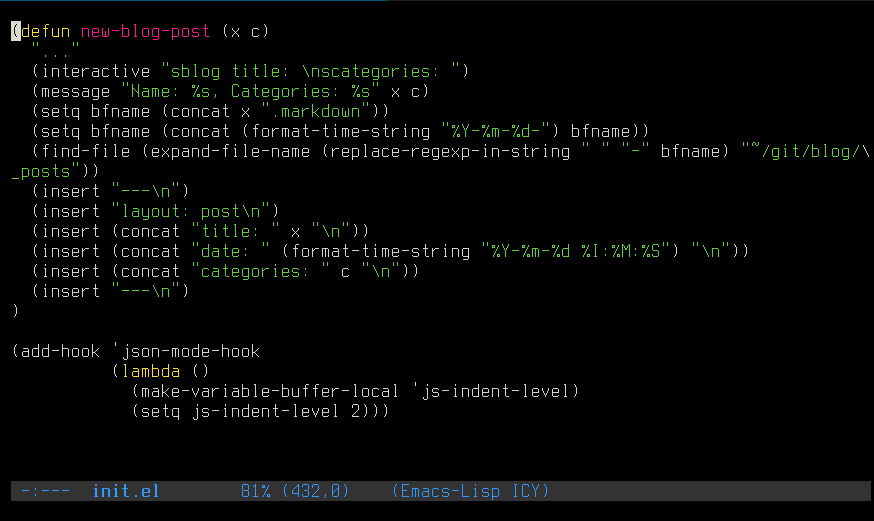 (defun new-blog-post (x c)
  "..."
  (interactive "sblog title: \nscategories: ")
  (message "Name: %s, Categories: %s" x c)
  (setq bfname (concat x ".markdown"))
  (setq bfname (concat (format-time-string "%Y-%m-%d-") bfname))
  (find-file (expand-file-name (replace-regexp-in-string " " "-" bfname) "~/git/blog/\
_posts"))
  (insert "---\n")
  (insert "layout: post\n")
  (insert (concat "title: " x "\n"))
  (insert (concat "date: " (format-time-string "%Y-%m-%d %I:%M:%S") "\n"))
  (insert (concat "categories: " c "\n"))
  (insert "---\n")
)
(add-hook 'json-mode-hook
          (lambda ()
            (make-variable-buffer-local 'js-indent-level)
            (setq js-indent-level 2)))
-:---  init.el        81% (432,0)    (Emacs-Lisp ICY)